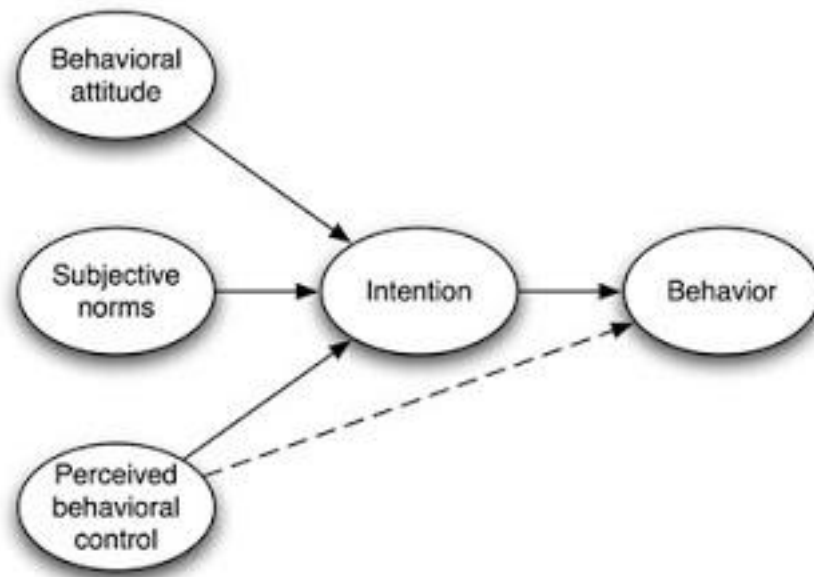 Behavioral
attitude
Subjective
norms
Intention
Behavior
Perceived
behavioral
control